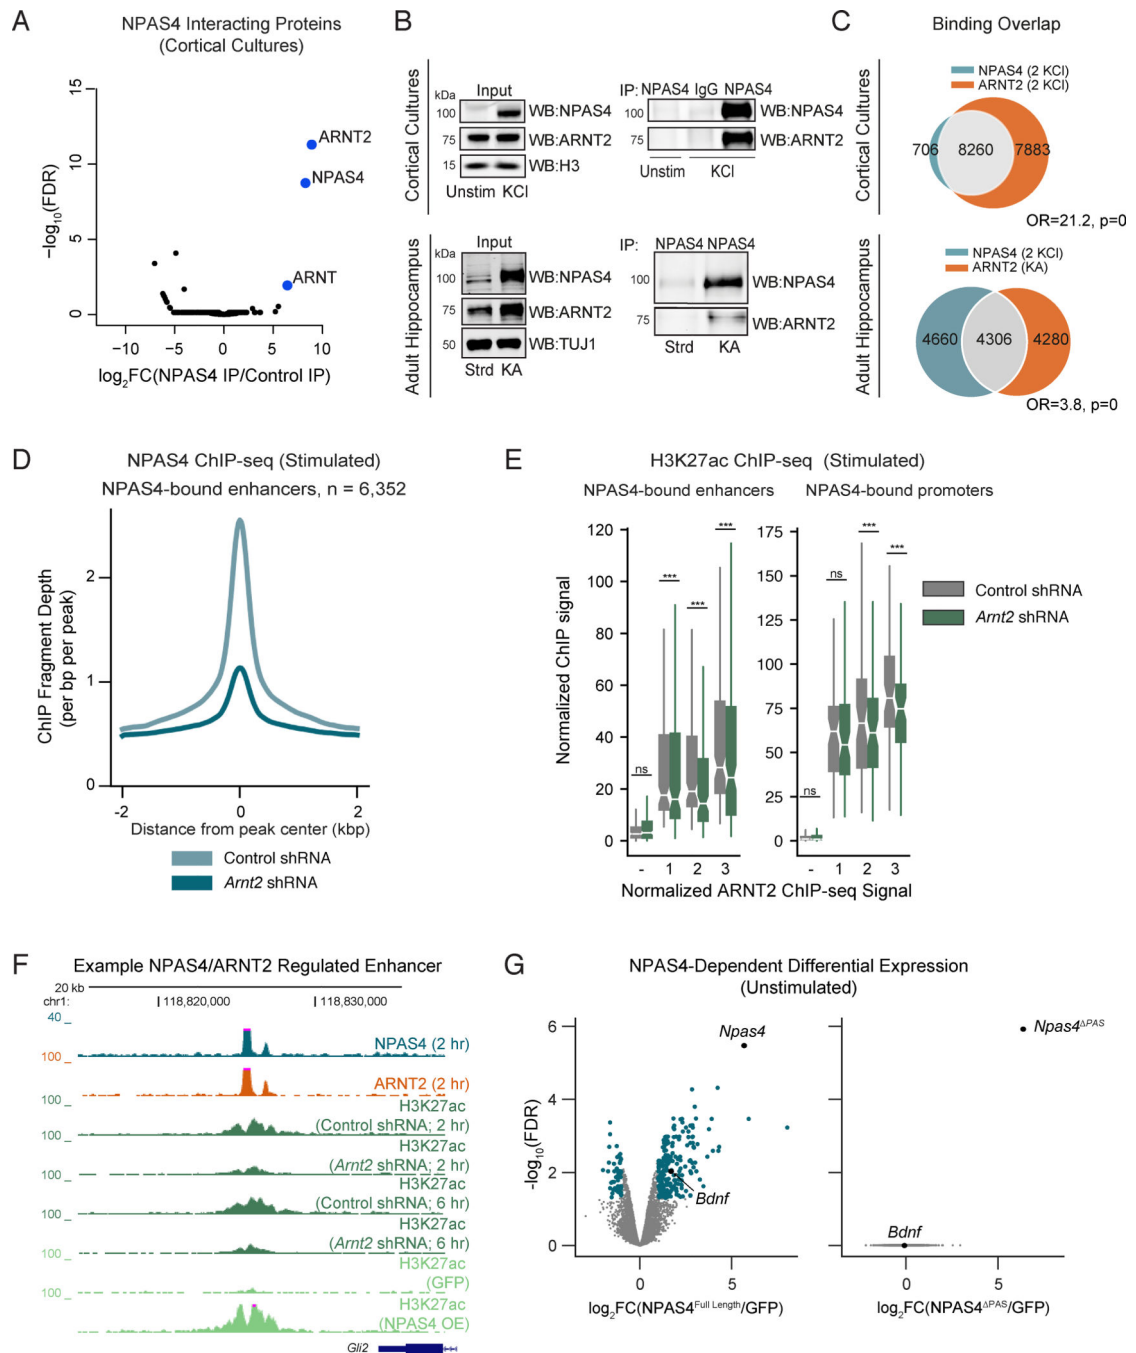 A
NPAS4 Interacting Proteins
(Cortical Cultures)
15
10
5
0
−log10(FDR)
ARNT2
NPAS4
ARNT
−10
−5
0
5
10
log2FC(NPAS4 IP/Control IP)
B
Cortical Cultures
kDa
Input
100
WB:NPAS4
75
WB:ARNT2
15
WB:H3
Unstim KCl
IP: NPAS4 IgG NPAS4
100
WB:NPAS4
75
WB:ARNT2
Unstim
KCl
Adult Hippocampus
kDa
Input
100
WB:NPAS4
75
WB:ARNT2
50
WB:TUJ1
Strd KA
IP: NPAS4 NPAS4
100
WB:NPAS4
75
WB:ARNT2
Strd KA
C
Binding Overlap
Cortical Cultures
NPAS4 (2 KCl)
ARNT2 (2 KCl)
706
8260
7883
OR=21.2, p=0
Adult Hippocampus
NPAS4 (2 KCl)
ARNT2 (KA)
4660
4306
4280
OR=3.8, p=0
D
NPAS4 ChIP-seq (Stimulated)
NPAS4-bound enhancers, n = 6,352
ChIP Fragment Depth
(per bp per peak)
2
1
0
-2
0
2
Distance from peak center (kbp)
Control shRNA
Arnt2 shRNA
E
H3K27ac ChIP-seq (Stimulated)
NPAS4-bound enhancers
NPAS4-bound promoters
Normalized ChIP signal
120
100
80
60
40
20
0
ns
***
***
***
- 1 2 3
175
150
125
100
75
50
25
0
ns
ns
***
***
- 1 2 3
Normalized ARNT2 ChIP-seq Signal
Control shRNA
Arnt2 shRNA
F
Example NPAS4/ARNT2 Regulated Enhancer
20 kb
chr1:
118,820,000
118,830,000
40
NPAS4 (2 hr)
100
ARNT2 (2 hr)
100
H3K27ac
(Control shRNA; 2 hr)
100
H3K27ac
(Arnt2 shRNA; 2 hr)
100
H3K27ac
(Control shRNA; 6 hr)
100
H3K27ac
(Arnt2 shRNA; 6 hr)
100
H3K27ac
(GFP)
100
H3K27ac
(NPAS4 OE)
Gli2
G
NPAS4-Dependent Differential Expression
(Unstimulated)
-log10(FDR)
6
4
2
0
Npas4
Bdnf
0
5
log2FC(NPAS4Full Length/GFP)
Npas4ΔPAS
Bdnf
0
5
log2FC(NPAS4ΔPAS/GFP)